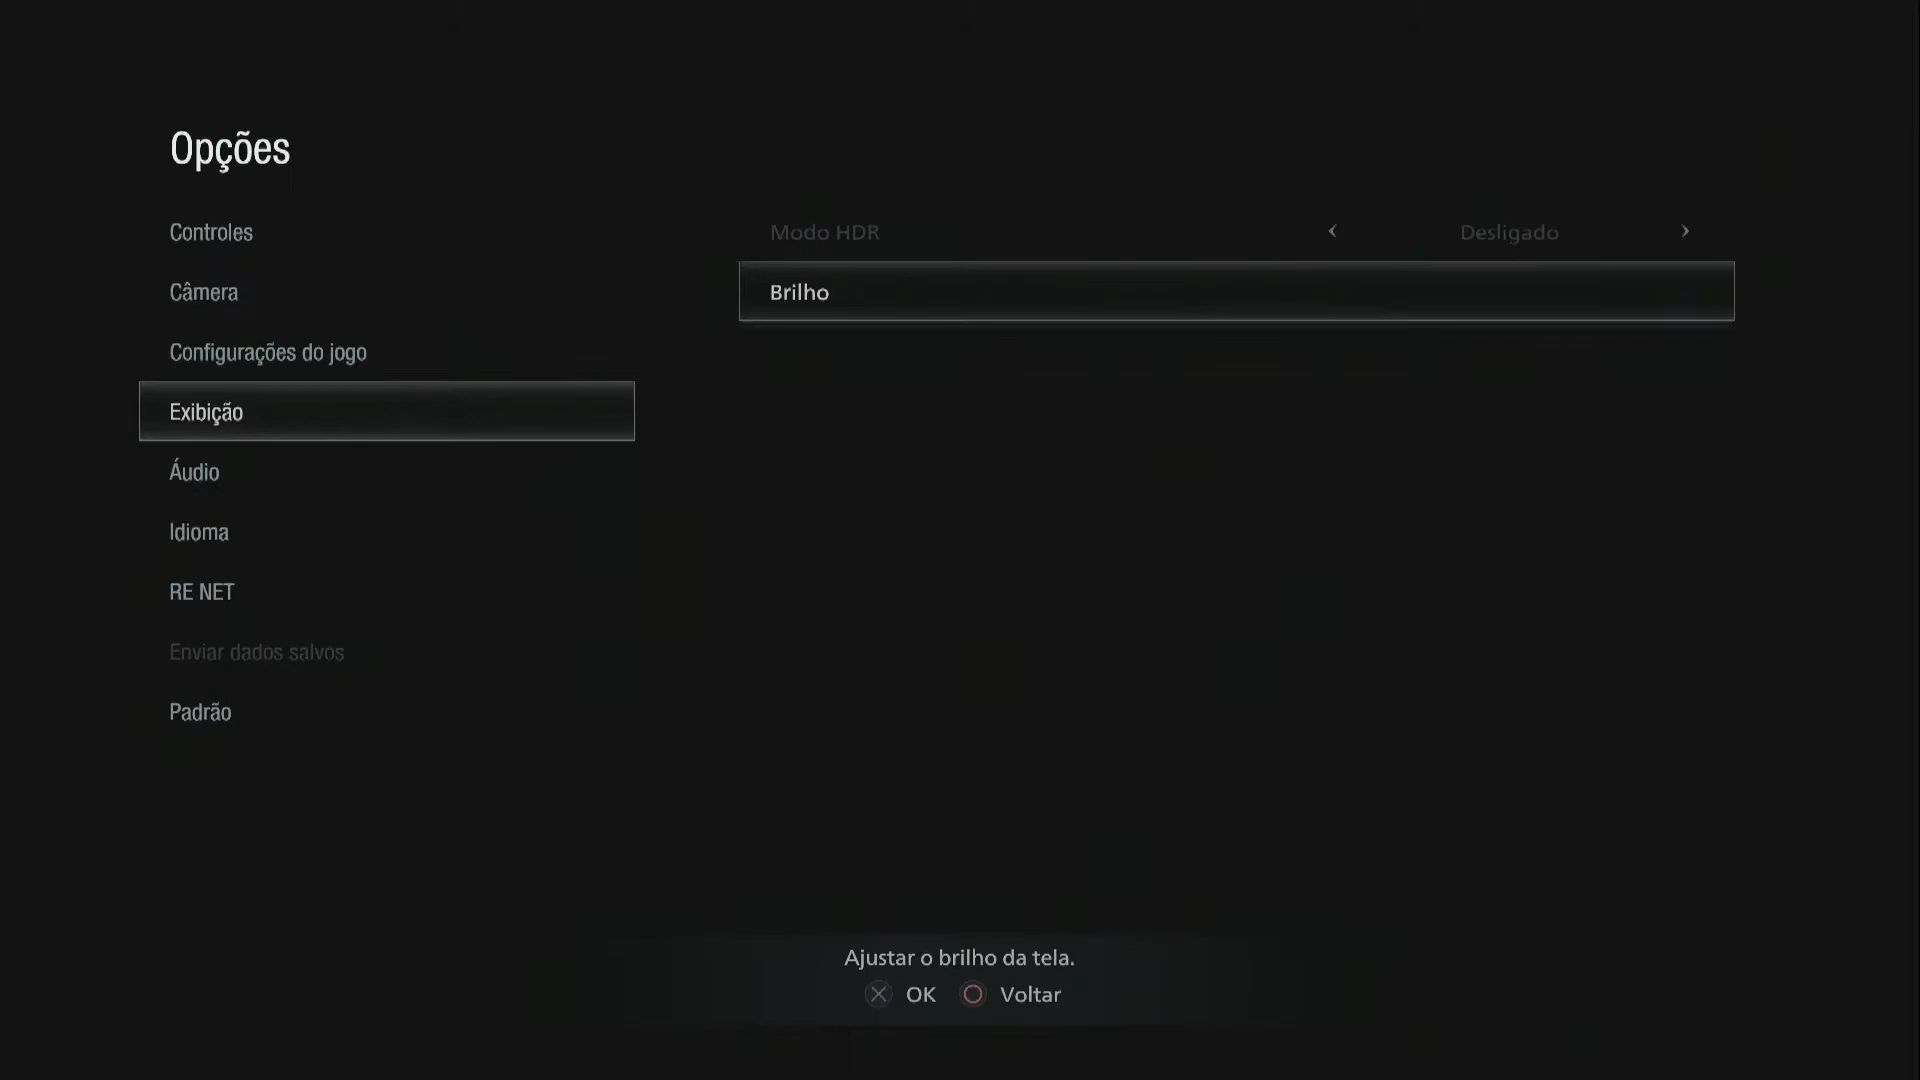 Opções
Controles
Câmera
Configurações do jogo
Exibição
Áudio
Idioma
RE NET
Enviar dados salvos
Padrão
Modo HDR
Desligado
Brilho
Ajustar o brilho da tela.
OK Voltar